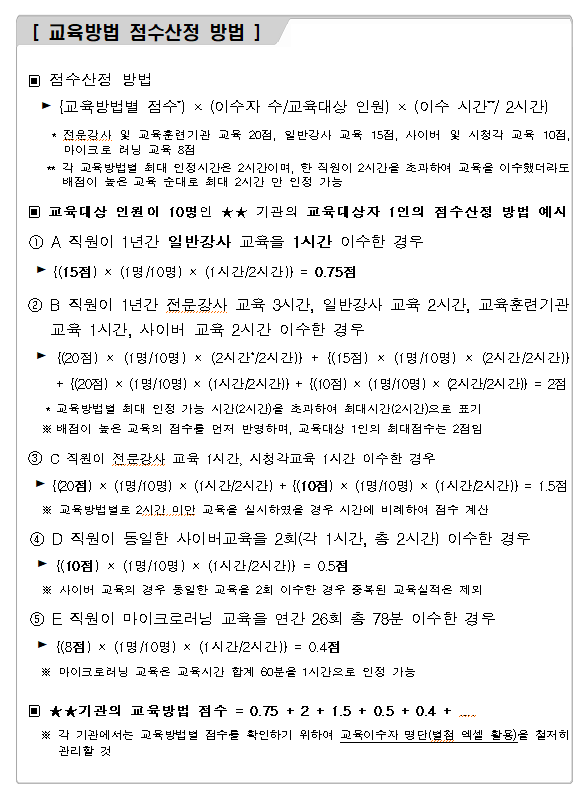 [ 교육방법 점수산정 방법 ]
▣ 점수산정 방법
► {교육방법별 점수*) × (이수자 수/교육대상 인원) × (이수 시간**/ 2시간)
* 전문강사 및 교육훈련기관 교육 20점, 일반강사 교육 15점, 사이버 및 시청각 교육 10점,
마이크로 러닝 교육 8점
** 각 교육방법별 최대 인정시간은 2시간이며, 한 직원이 2시간을 초과하여 교육을 이수했더라도
배점이 높은 교육 순대로 최대 2시간 만 인정 가능
▣ 교육대상 인원이 10명인 ★★ 기관의 교육대상자 1인의 점수산정 방법 예시
① A 직원이 1년간 일반강사 교육을 1시간 이수한 경우
► {(15점) × (1명/10명) × (1시간/2시간)} = 0.75점
② B 직원이 1년간 전문강사 교육 3시간, 일반강사 교육 2시간, 교육훈련기관
교육 1시간, 사이버 교육 2시간 이수한 경우
► {(20점) × (1명/10명) × (2시간*/2시간)} + {(15점) × (1명/10명) × (2시간/2시간)}
+ {(20점) × (1명/10명) × (1시간/2시간)} + {(10점) × (1명/10명) × (2시간/2시간)} = 2점
* 교육방법별 최대 인정 가능 시간(2시간)을 초과하여 최대시간(2시간)으로 표기
※ 배점이 높은 교육의 점수를 먼저 반영하며, 교육대상 1인의 최대점수는 2점임
③ C 직원이 전문강사 교육 1시간, 시청각교육 1시간 이수한 경우
► {(20점) × (1명/10명) × (1시간/2시간) + {(10점) × (1명/10명) × (1시간/2시간)} = 1.5점
※ 교육방법별로 2시간 미만 교육을 실시하였을 경우 시간에 비례하여 점수 계산
④ D 직원이 동일한 사이버교육을 2회(각 1시간, 총 2시간) 이수한 경우
► {(10점) × (1명/10명) × (1시간/2시간)} = 0.5점
※ 사이버 교육의 경우 동일한 교육을 2회 이수한 경우 중복된 교육실적은 제외
⑤ E 직원이 마이크로러닝 교육을 연간 26회 총 78분 이수한 경우
► {(8점) × (1명/10명) × (1시간/2시간)} = 0.4점
※ 마이크로러닝 교육은 교육시간 합계 60분을 1시간으로 인정 가능
▣ ★★기관의 교육방법 점수 = 0.75 + 2 + 1.5 + 0.5 + 0.4 + ...
※ 각 기관에서는 교육방법별 점수를 확인하기 위하여 교육이수자 명단(별첨 엑셀 활용)을 철저히
관리할 것